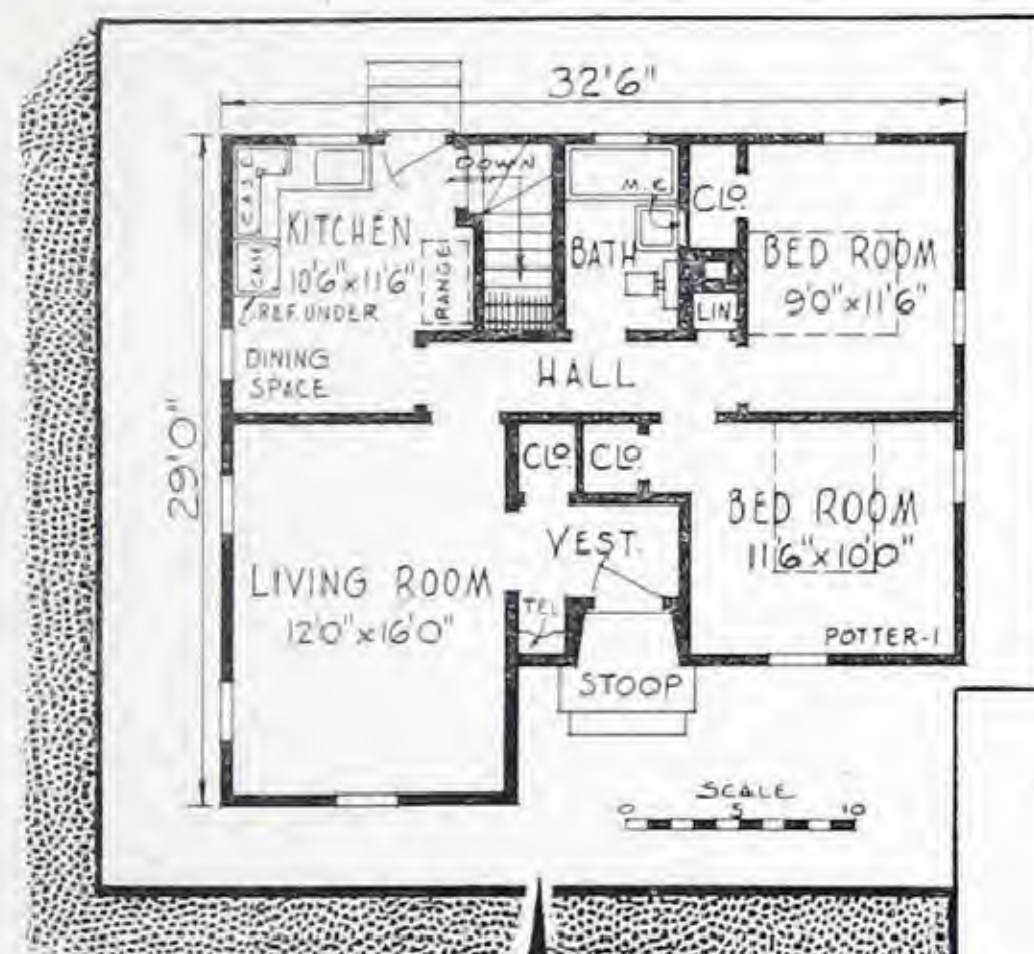 32'6"
DOWN
CASE
M.C.
CLO.
KITCHEN
10'6"x11'6"
CASE
RANGE
REF. UNDER
BATH
BED ROOM
9'0"x11'6"
LIN.
DINING
SPACE
HALL
29'0"
CLO.
CLO.
BED ROOM
11'6"x10'0"
VEST.
LIVING ROOM
12'0"x16'0"
TEL
POTTER-1
STOOP
SCALE
0 5 10